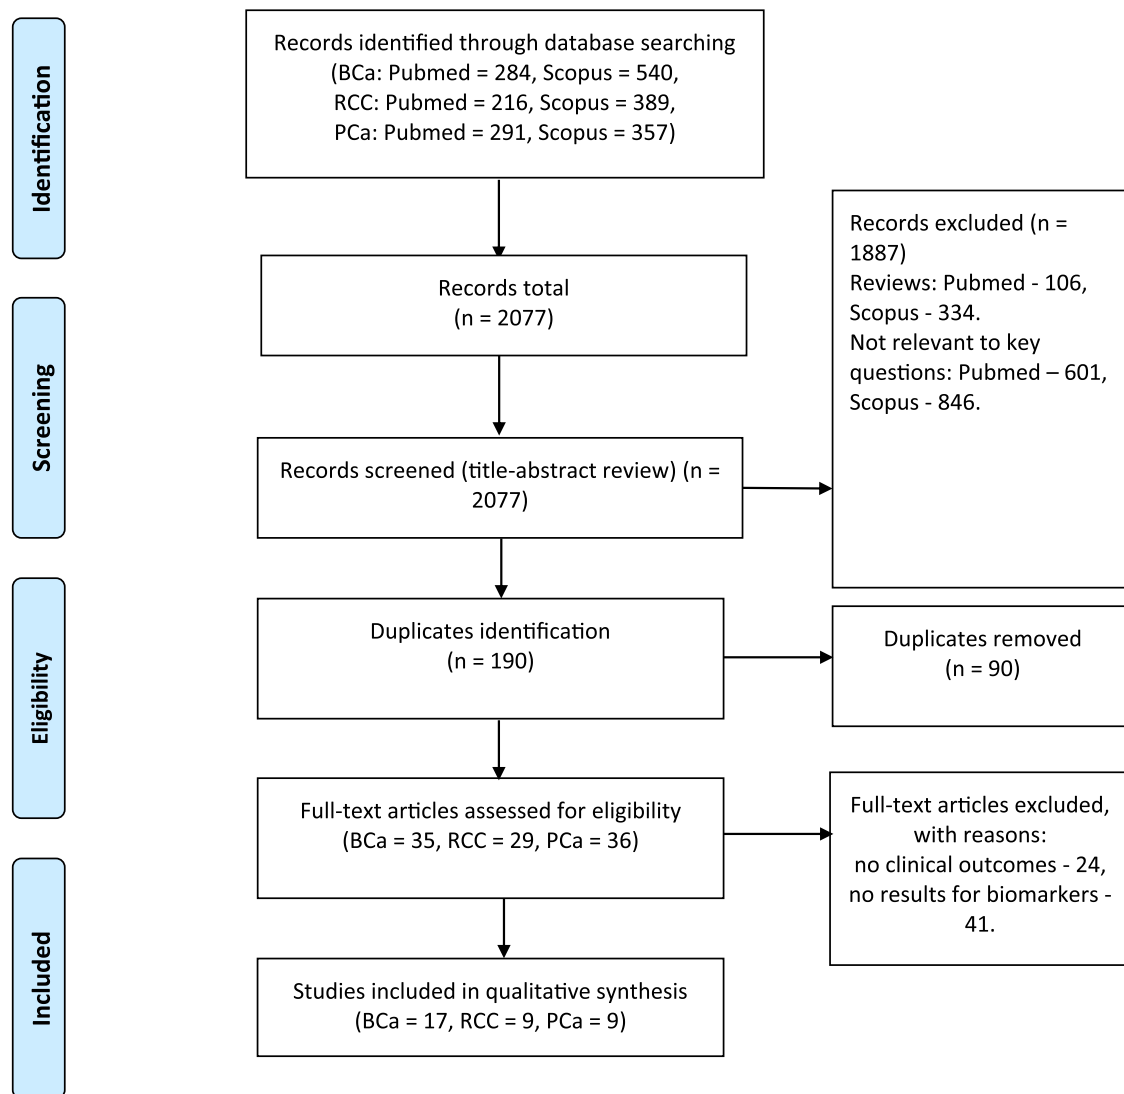 Identification
Records identified through database searching
(BCa: Pubmed = 284, Scopus = 540,
RCC: Pubmed = 216, Scopus = 389,
PCa: Pubmed = 291, Scopus = 357)
Records total
(n = 2077)
Records excluded (n =
1887)
Reviews: Pubmed - 106,
Scopus - 334.
Not relevant to key
questions: Pubmed – 601,
Scopus - 846.
Screening
Records screened (title-abstract review) (n =
2077)
Eligibility
Duplicates identification
(n = 190)
Duplicates removed
(n = 90)
Full-text articles assessed for eligibility
(BCa = 35, RCC = 29, PCa = 36)
Full-text articles excluded,
with reasons:
no clinical outcomes - 24,
no results for biomarkers -
41.
Included
Studies included in qualitative synthesis
(BCa = 17, RCC = 9, PCa = 9)